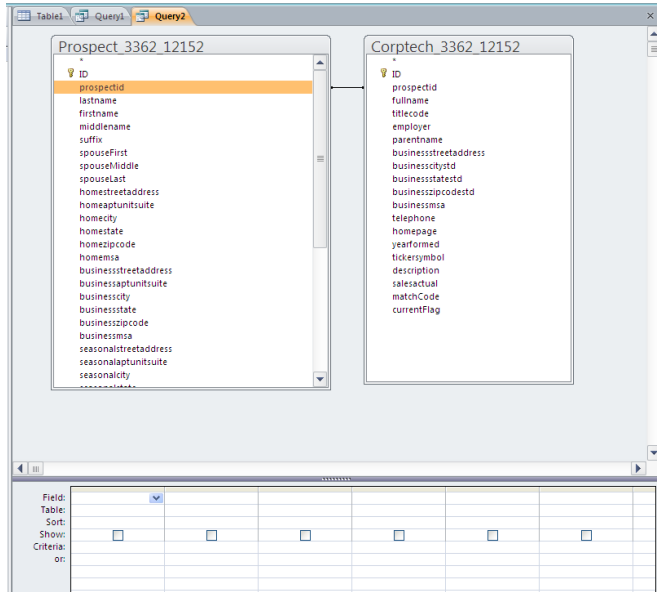 Table1 Query1 Query2
Prospect_3362_12152
*
ID
prospectid
lastname
firstname
middlename
suffix
spouseFirst
spouseMiddle
spouseLast
homestreetaddress
homeaptunitsuite
homecity
homestate
homezipcode
homemsa
businessstreetaddress
businessaptunitsuite
businesscity
businessstate
businesszipcode
businessmsa
seasonalstreetaddress
seasonalaptunitsuite
seasonalcity
Corptech_3362_12152
*
ID
prospectid
fullname
titlecode
employer
parentname
businessstreetaddress
businesscitystd
businessstatestd
businesszipcodestd
businessmsa
telephone
homepage
yearformed
tickersymbol
description
salesactual
matchCode
currentFlag
Field:
Table:
Sort:
Show:
Criteria:
or: